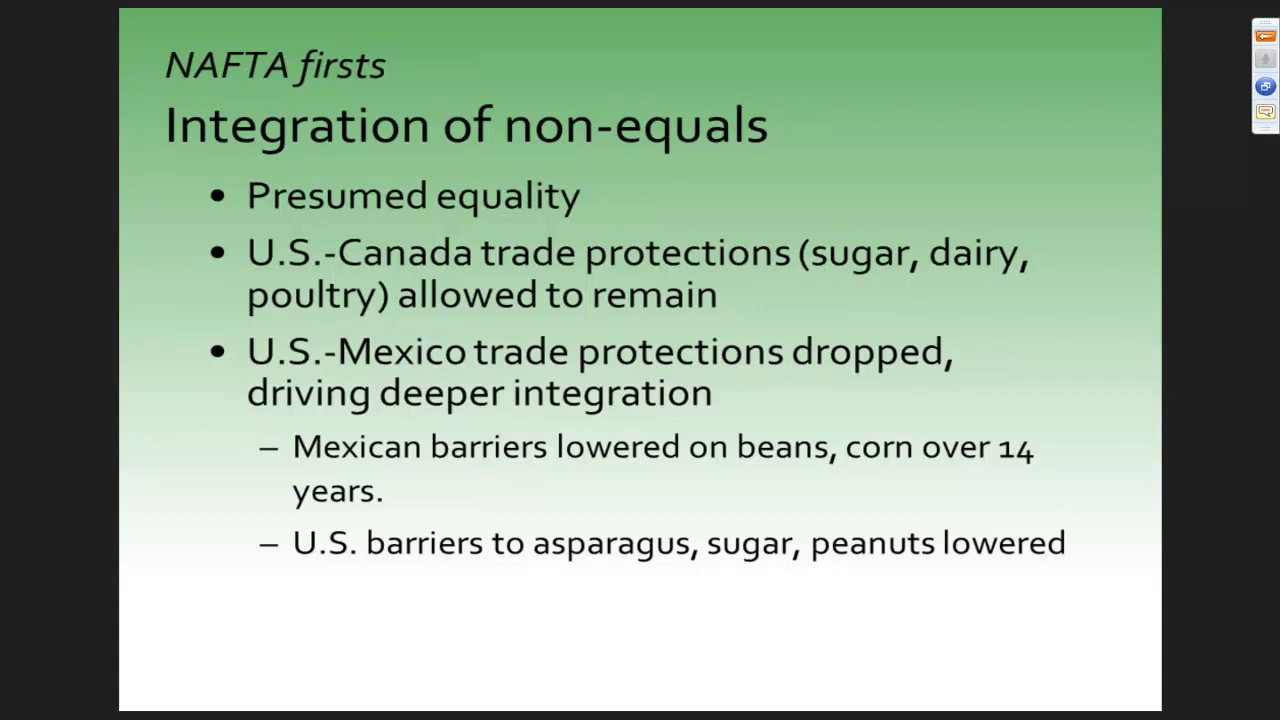 NAFTA firsts
Integration of non-equals
• Presumed equality
• U.S.-Canada trade protections (sugar, dairy,
poultry) allowed to remain
• U.S.-Mexico trade protections dropped,
driving deeper integration
– Mexican barriers lowered on beans, corn over 14
years.
– U.S. barriers to asparagus, sugar, peanuts lowered